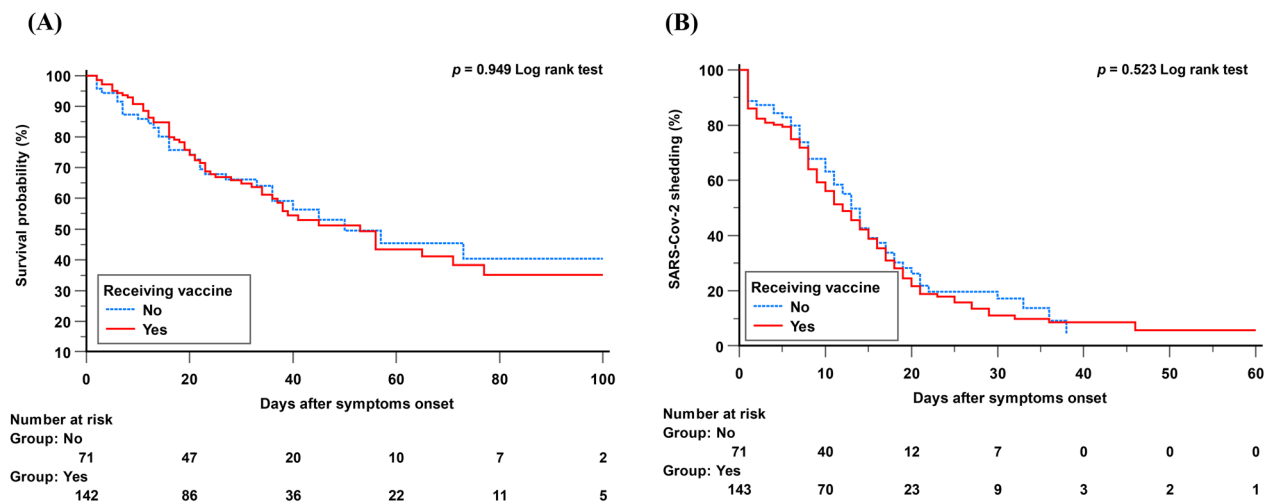 (A)
p = 0.949 Log rank test
Survival probability (%)
100
90
80
70
60
50
40
30
20
10
Receiving vaccine
No
Yes
0 20 40 60 80 100
Days after symptoms onset
Number at risk
Group: No
71 47 20 10 7 2
Group: Yes
142 86 36 22 11 5
(B)
p = 0.523 Log rank test
SARS-Cov-2 shedding (%)
100
80
60
40
20
0
Receiving vaccine
No
Yes
0 10 20 30 40 50 60
Days after symptoms onset
Number at risk
Group: No
71 40 12 7 0 0 0
Group: Yes
143 70 23 9 3 2 1